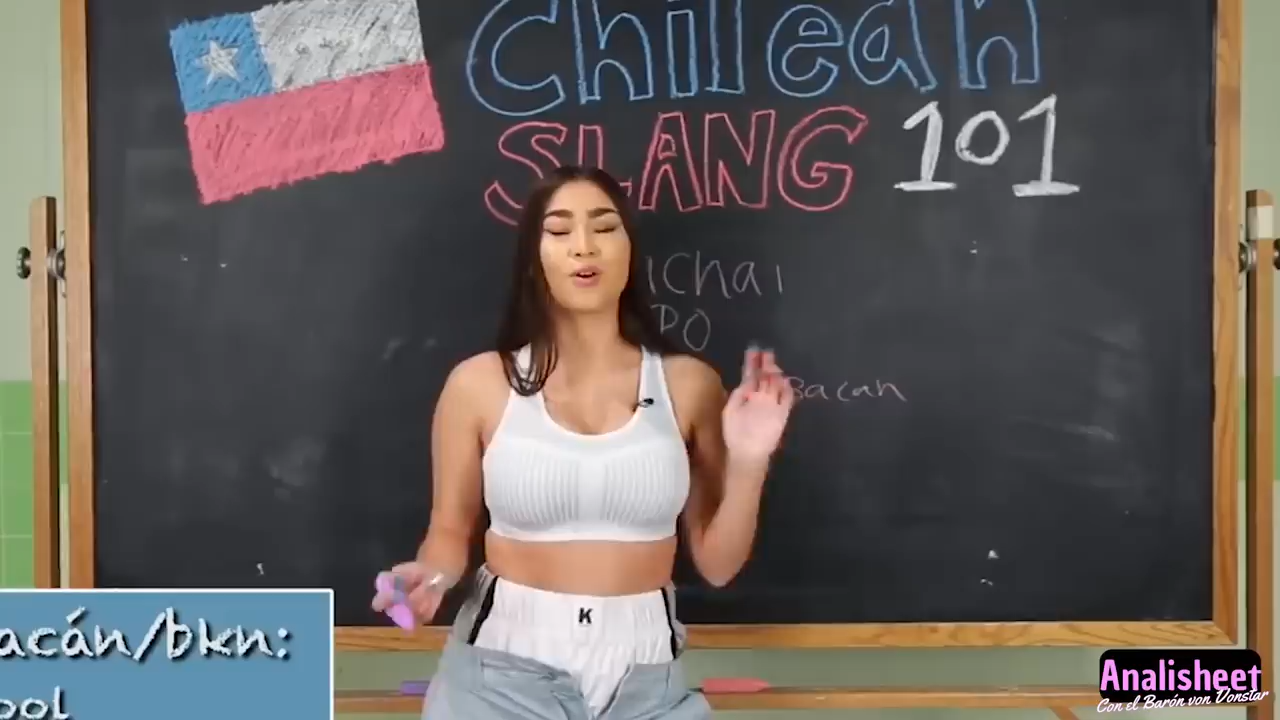 Chilean
SLANG 101
ichai
PO
Bacan
acán/bkn:
ool
K
Analisheet
Con el Barón von Vonstar